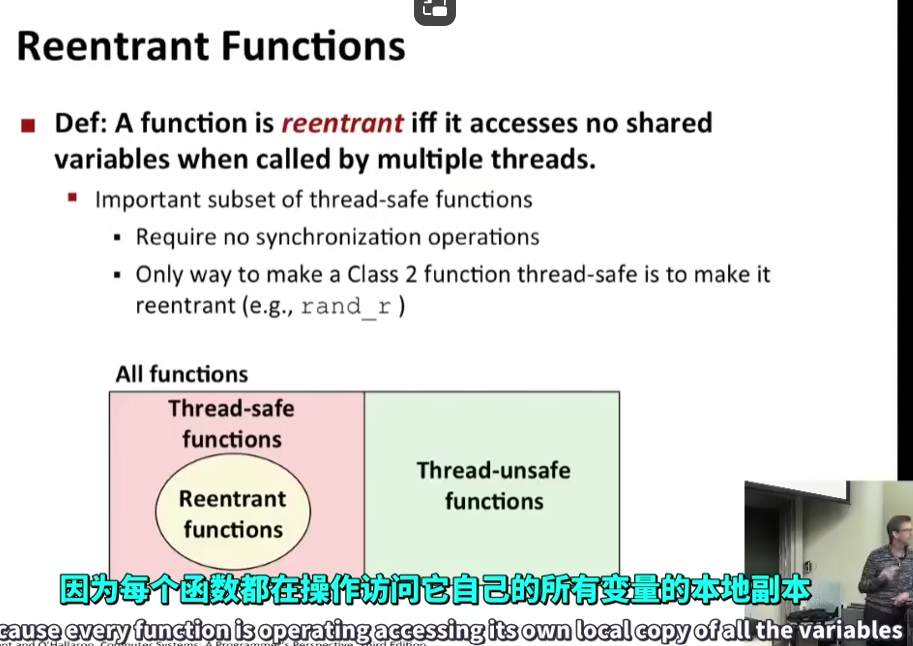 Reentrant Functions
Def: A function is reentrant iff it accesses no shared
variables when called by multiple threads.
Important subset of thread-safe functions
Require no synchronization operations
Only way to make a Class 2 function thread-safe is to make it
reentrant (e.g., rand_r )
All functions
Thread-safe
functions
Reentrant
functions
Thread-unsafe
functions
因为每个函数都在操作访问它自己的所有变量的本地副本
cause every function is operating accessing its own local copy of all the variables
and O'Hallaron, Computer Systems: A Programmer's Perspective, Third Edition